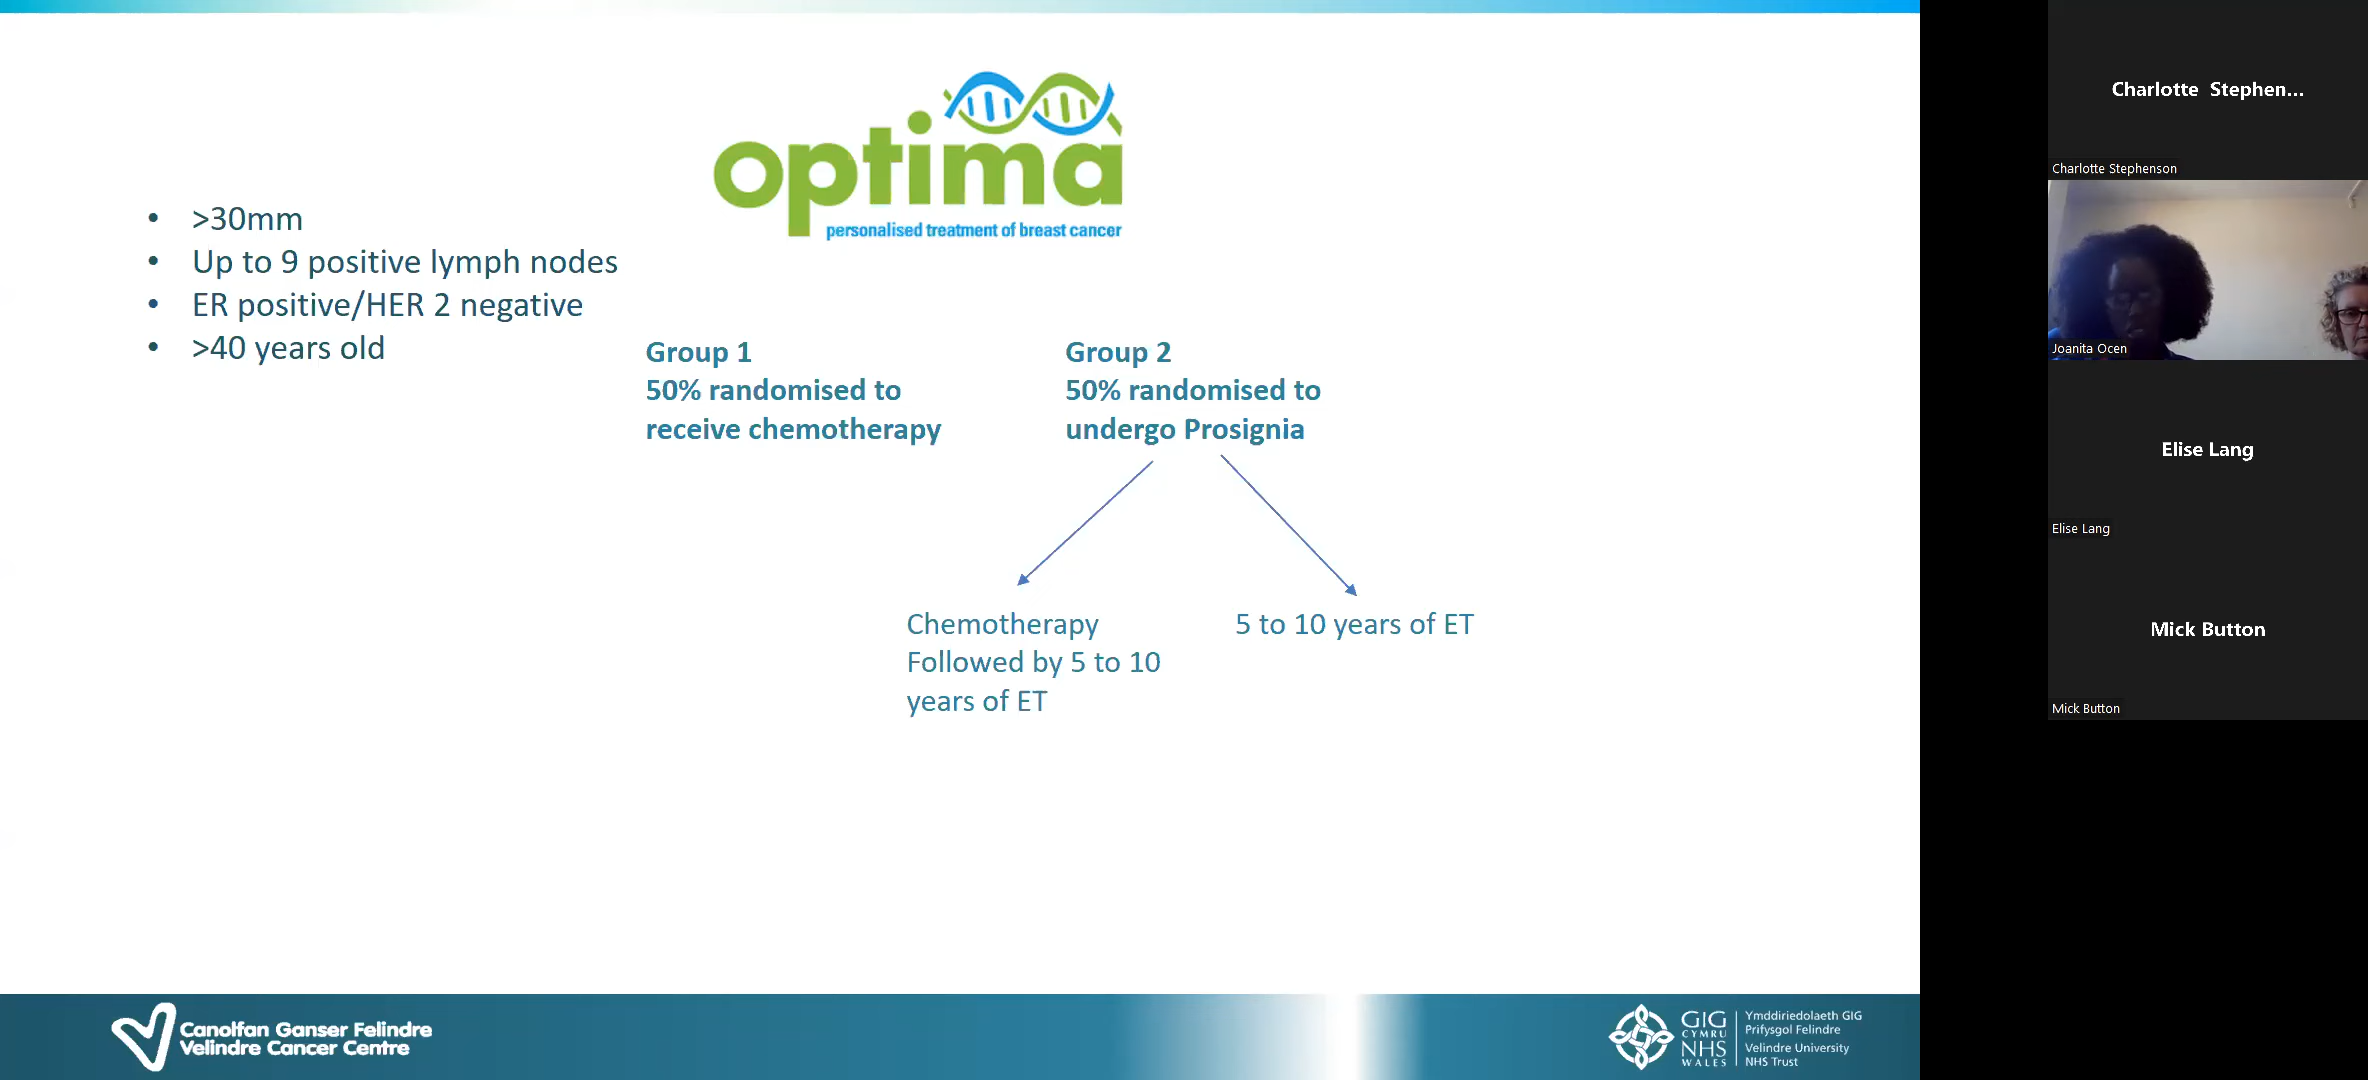 optima
personalised treatment of breast cancer
• >30mm
• Up to 9 positive lymph nodes
• ER positive/HER 2 negative
• >40 years old
Group 1
50% randomised to
receive chemotherapy
Group 2
50% randomised to
undergo Prosignia
Chemotherapy
Followed by 5 to 10
years of ET
5 to 10 years of ET
Canolfan Ganser Felindre
Velindre Cancer Centre
GIG
CYMRU
NHS
WALES
Ymddiriedolaeth GIG
Prifysgol Felindre
Velindre University
NHS Trust
Charlotte Stephen...
Charlotte Stephenson
Joanita Ocen
Elise Lang
Elise Lang
Mick Button
Mick Button